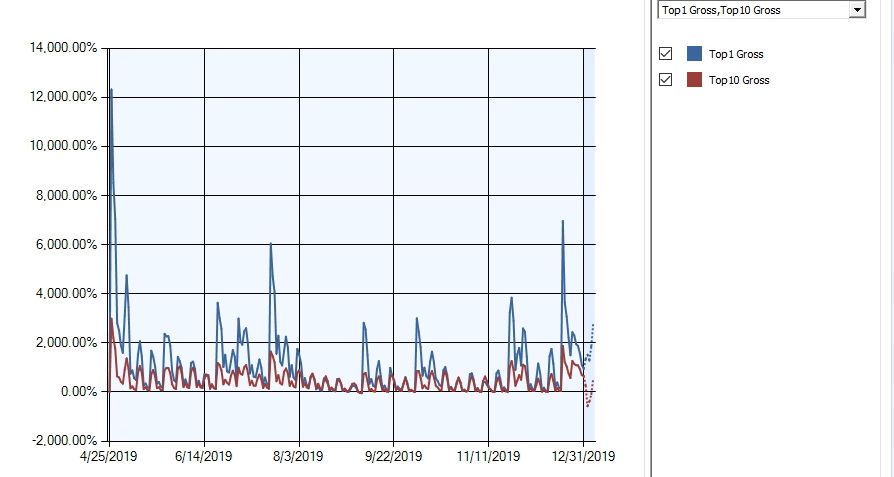 Top1 Gross,Top10 Gross
14,000.00%
12,000.00%
10,000.00%
8,000.00%
6,000.00%
4,000.00%
2,000.00%
0.00%
-2,000.00%
4/25/2019 6/14/2019 8/3/2019 9/22/2019 11/11/2019 12/31/2019
Top1 Gross
Top10 Gross